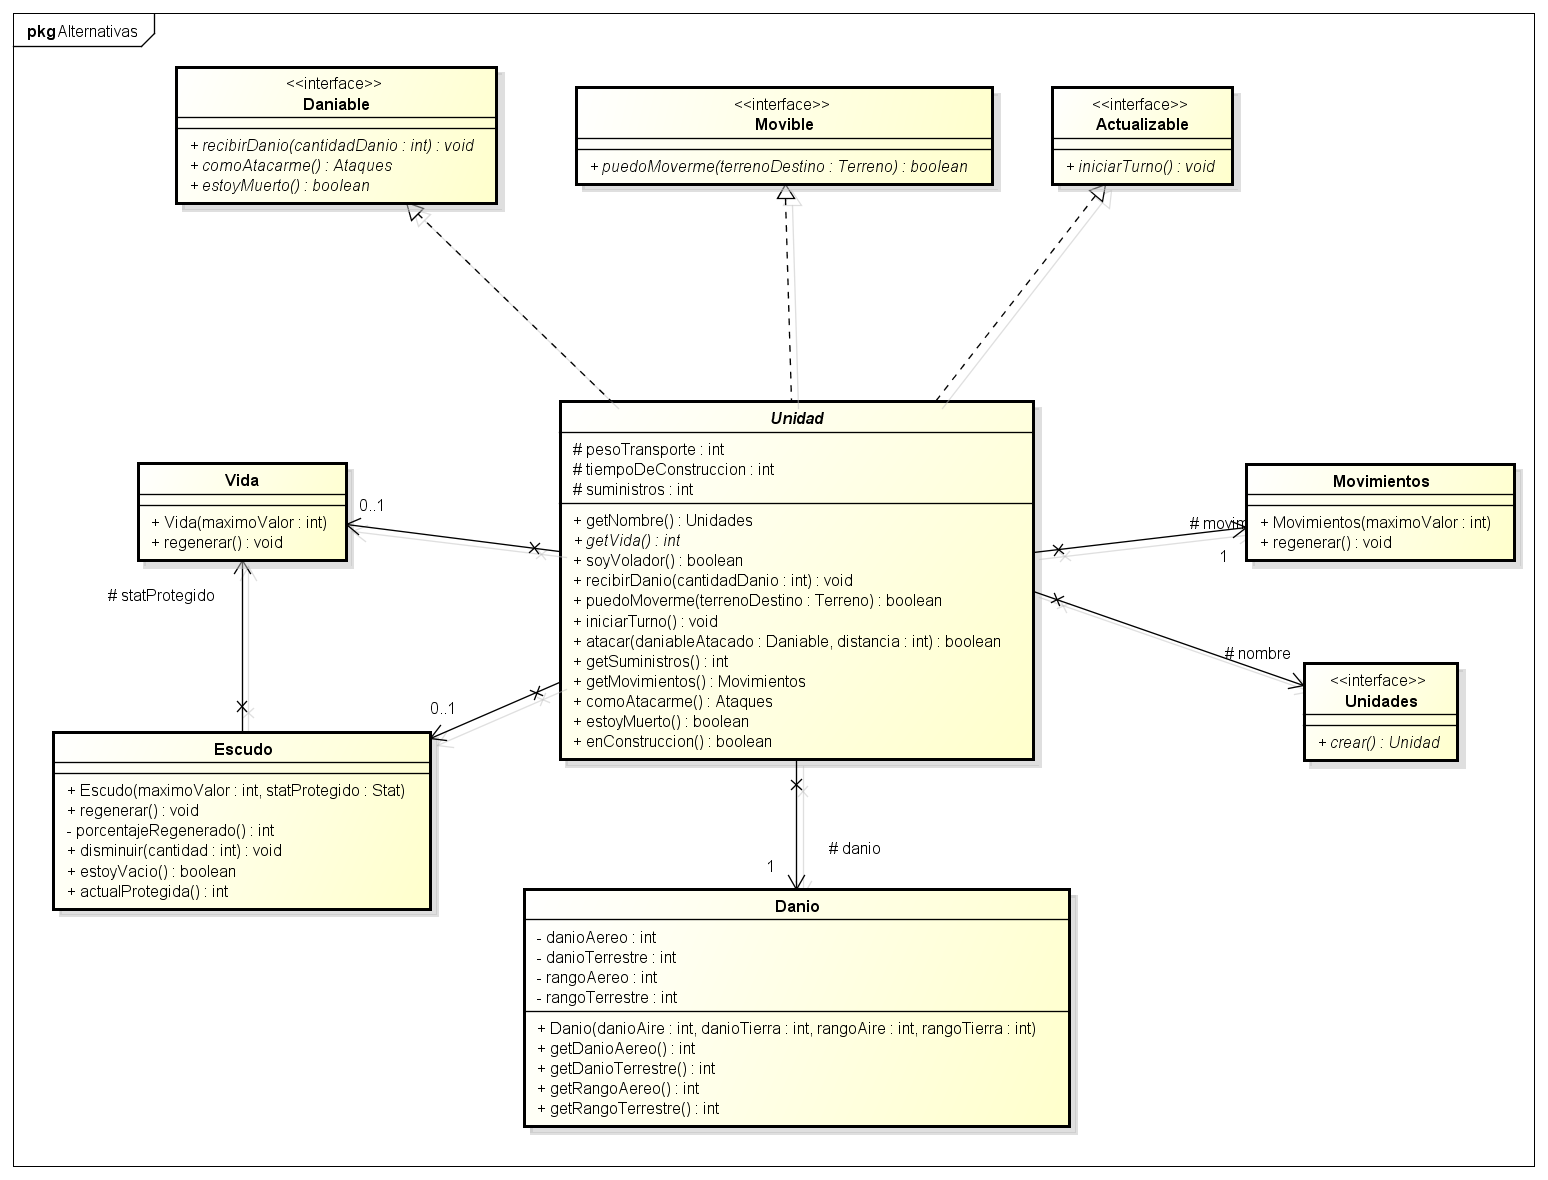 pkg Alternativas
<<interface>>
Daniable
+ recibirDanio(cantidadDanio : int) : void
+ comoAtacarme() : Ataques
+ estoyMuerto() : boolean
<<interface>>
Movible
+ puedoMoverme(terrenoDestino : Terreno) : boolean
<<interface>>
Actualizable
+ iniciarTurno() : void
Unidad
# pesoTransporte : int
# tiempoDeConstruccion : int
# suministros : int
+ getNombre() : Unidades
+ getVida() : int
+ soyVolador() : boolean
+ recibirDanio(cantidadDanio : int) : void
+ puedoMoverme(terrenoDestino : Terreno) : boolean
+ iniciarTurno() : void
+ atacar(daniableAtacado : Daniable, distancia : int) : boolean
+ getSuministros() : int
+ getMovimientos() : Movimientos
+ comoAtacarme() : Ataques
+ estoyMuerto() : boolean
+ enConstruccion() : boolean
Vida
+ Vida(maximoValor : int)
+ regenerar() : void
0..1
# statProtegido
0..1
Escudo
+ Escudo(maximoValor : int, statProtegido : Stat)
+ regenerar() : void
- porcentajeRegenerado() : int
+ disminuir(cantidad : int) : void
+ estoyVacio() : boolean
+ actualProtegida() : int
# movim
1
Movimientos
+ Movimientos(maximoValor : int)
+ regenerar() : void
# nombre
<<interface>>
Unidades
+ crear() : Unidad
# danio
1
Danio
- danioAereo : int
- danioTerrestre : int
- rangoAereo : int
- rangoTerrestre : int
+ Danio(danioAire : int, danioTierra : int, rangoAire : int, rangoTierra : int)
+ getDanioAereo() : int
+ getDanioTerrestre() : int
+ getRangoAereo() : int
+ getRangoTerrestre() : int